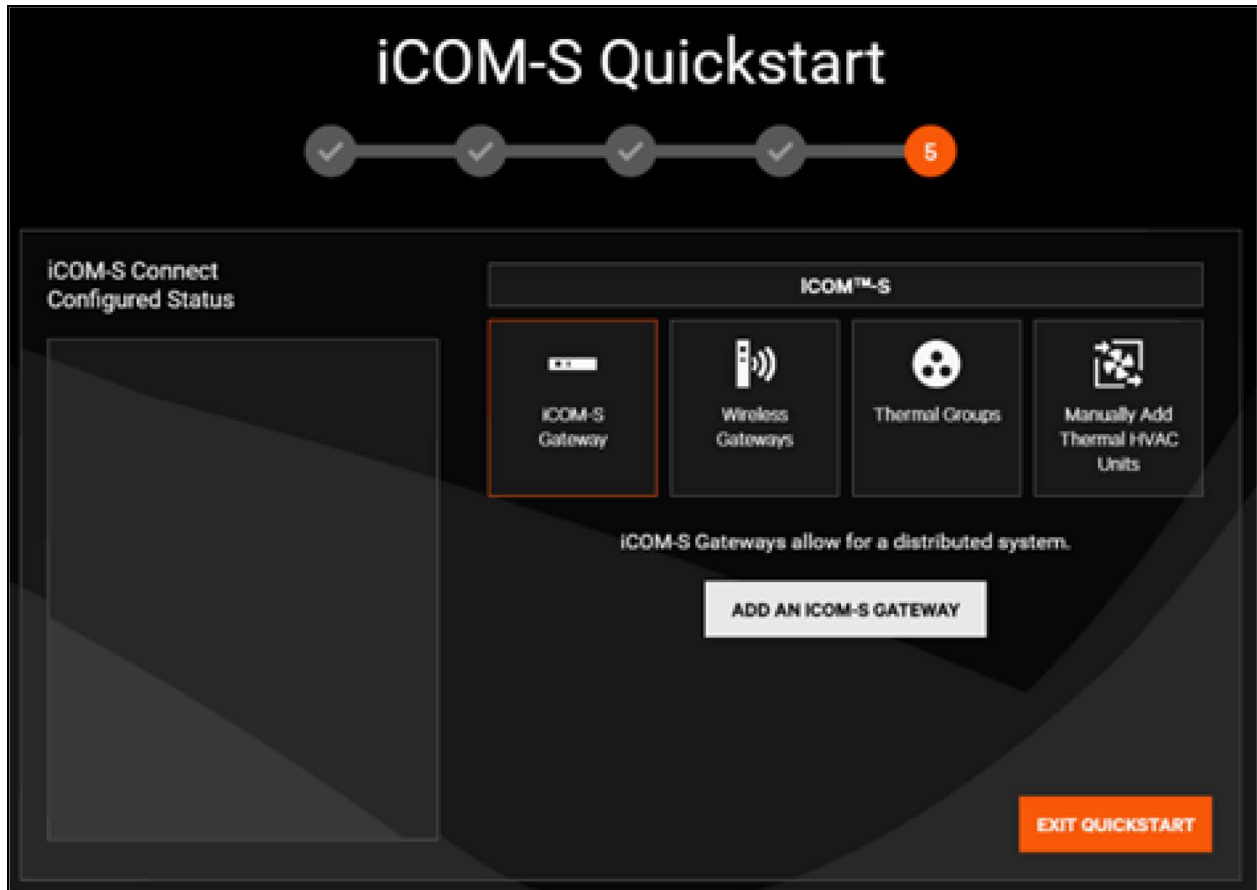 iCOM-S Quickstart
5
iCOM-S Connect
Configured Status
ICOM™-S
iCOM-S
Gateway
Wireless
Gateways
Thermal Groups
Manually Add
Thermal HVAC
Units
iCOM-S Gateways allow for a distributed system.
ADD AN ICOM-S GATEWAY
EXIT QUICKSTART